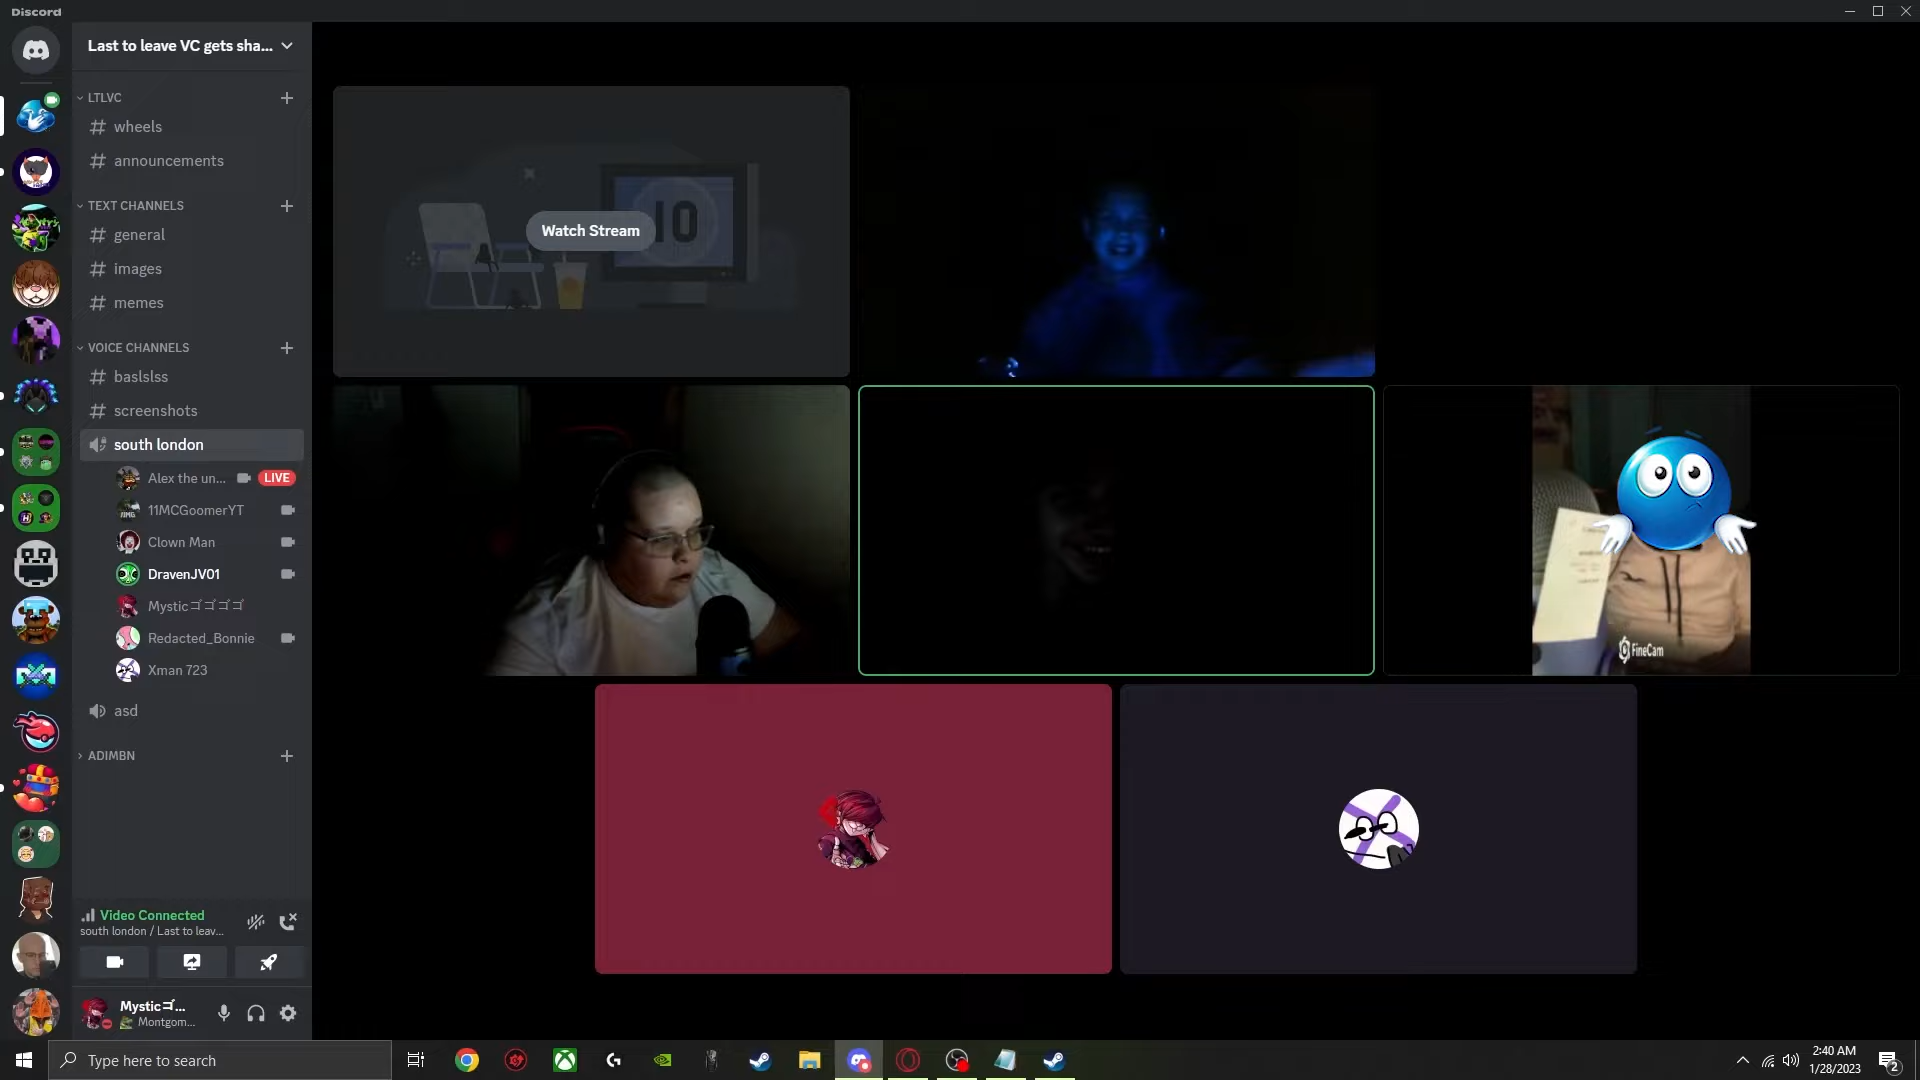 Discord
Last to leave VC gets sha...
LTLVC
wheels
announcements
TEXT CHANNELS
general
images
memes
VOICE CHANNELS
baslslss
screenshots
south london
Alex the un...
LIVE
11MCGoomerYT
Clown Man
DravenJV01
Mysticゴゴゴゴ
Redacted_Bonnie
Xman 723
asd
ADIMBN
Video Connected
south london / Last to leav...
Mysticゴ...
Montgom...
Watch Stream
10
FineCam
Type here to search
2:40 AM
1/28/2023
2